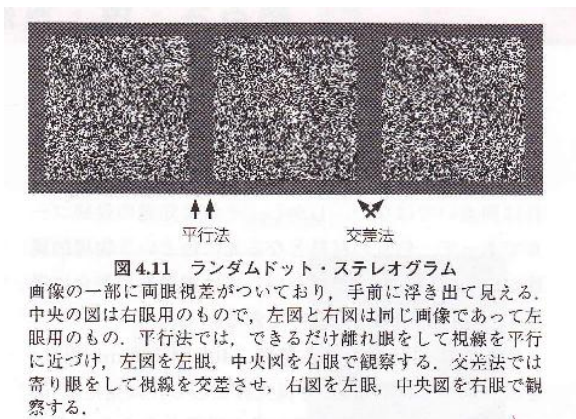 平行法 交差法
図4.11 ランダムドット・ステレオグラム
画像の一部に両眼視差がついており，手前に浮き出て見える．
中央の図は右眼用のもので，左図と右図は同じ画像であって左
眼用のもの．平行法では，できるだけ離れ眼をして視線を平行
に近づけ，左図を左眼，中央図を右眼で観察する．交差法では
寄り眼をして視線を交差させ，右図を左眼，中央図を右眼で観
察する．